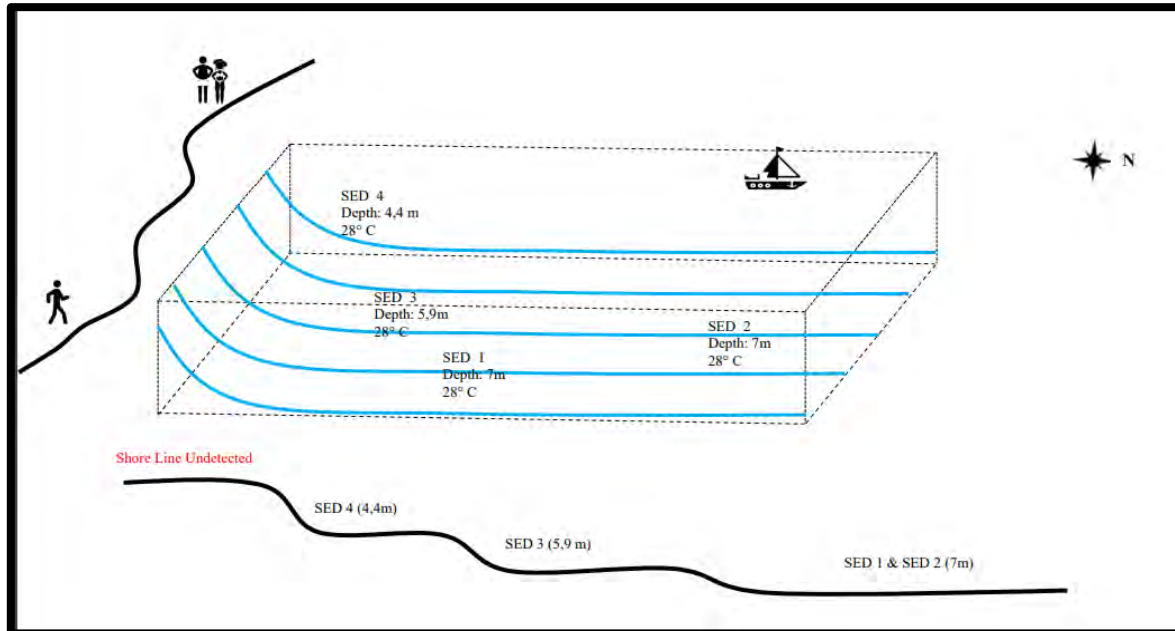 N
SED 4
Depth: 4,4 m
28° C
SED 3
Depth: 5,9m
28° C
SED 2
Depth: 7m
28° C
SED 1
Depth: 7m
28° C
Shore Line Undetected
SED 4 (4,4m)
SED 3 (5,9 m)
SED 1 & SED 2 (7m)